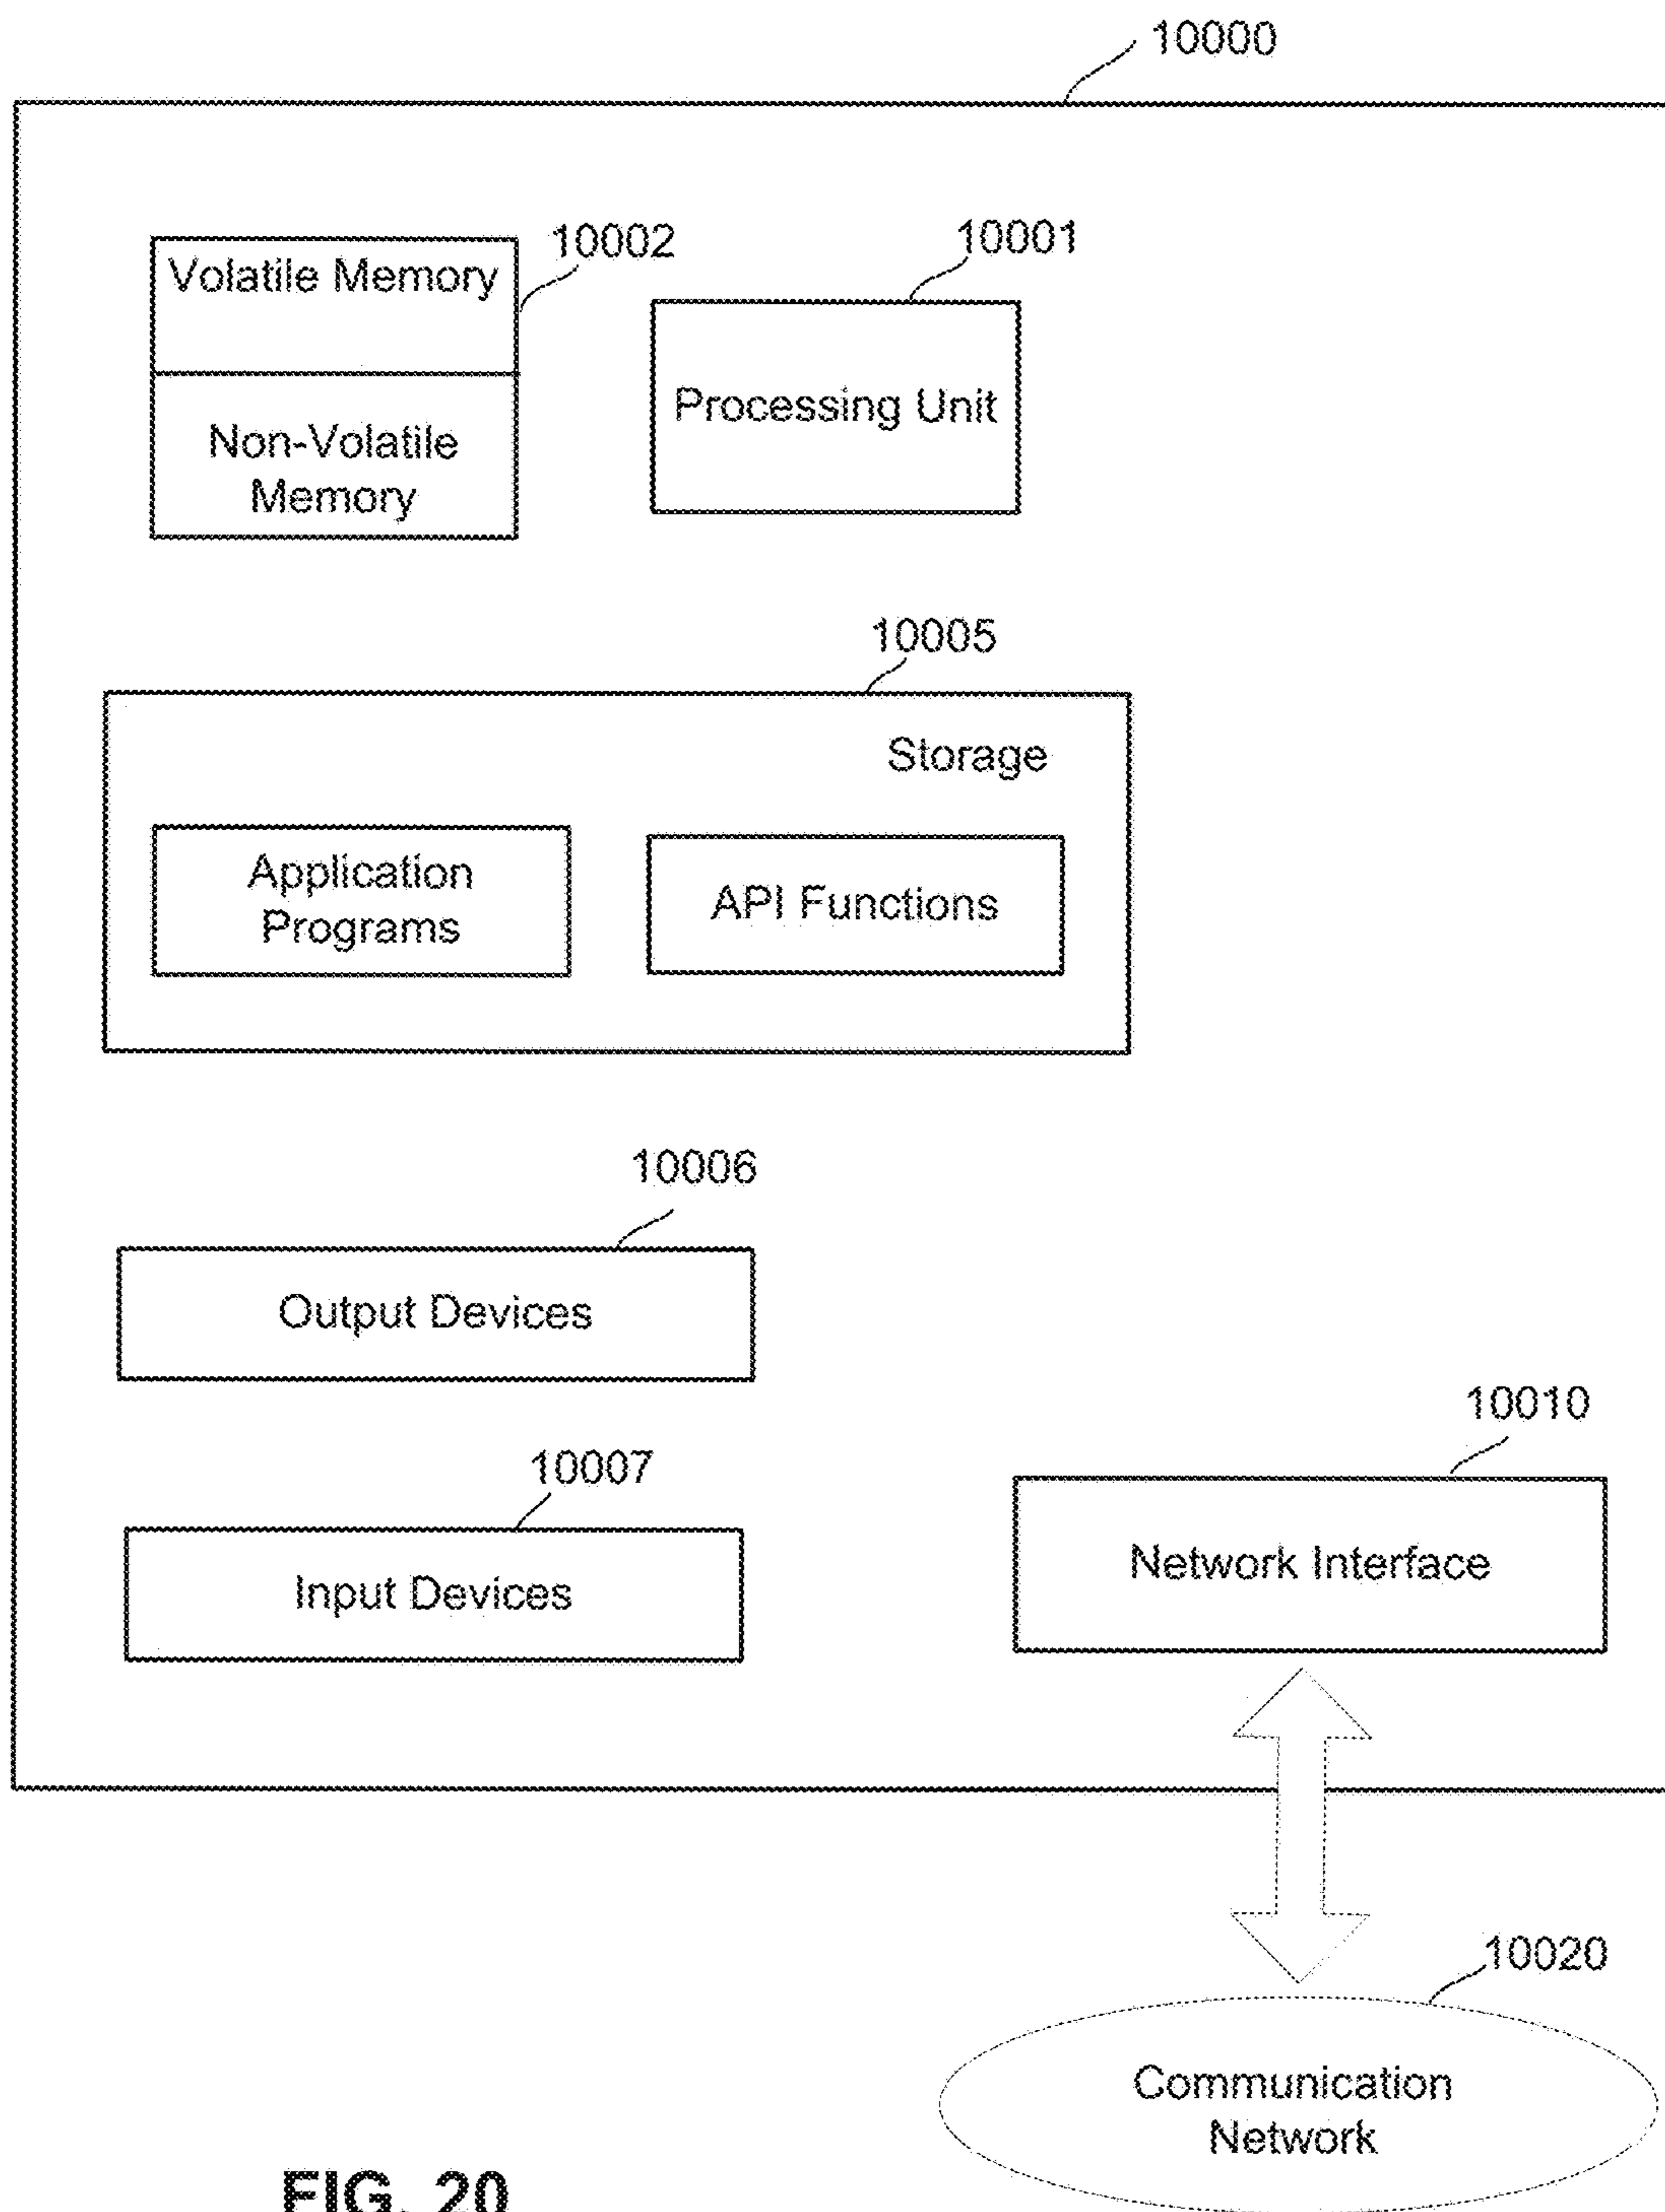 10000
10002
10001
Volatile Memory
Non-Volatile
Memory
Processing Unit
10005
Storage
Application
Programs
API Functions
10006
Output Devices
10010
10007
Input Devices
Network Interface
10020
Communication
Network
FIG. 20